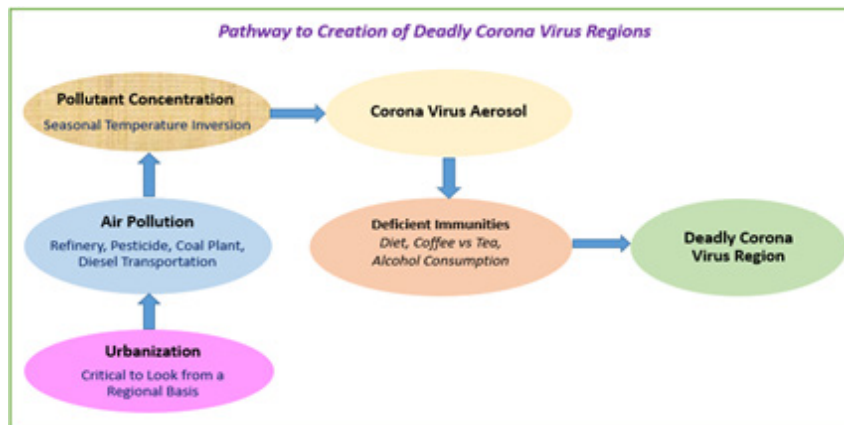 Pathway to Creation of Deadly Corona Virus Regions
Pollutant Concentration
Seasonal Temperature Inversion
Corona Virus Aerosol
Air Pollution
Refinery, Pesticide, Coal Plant,
Diesel Transportation
Deficient Immunities
Diet, Coffee vs Tea,
Alcohol Consumption
Deadly Corona
Virus Region
Urbanization
Critical to Look from a
Regional Basis